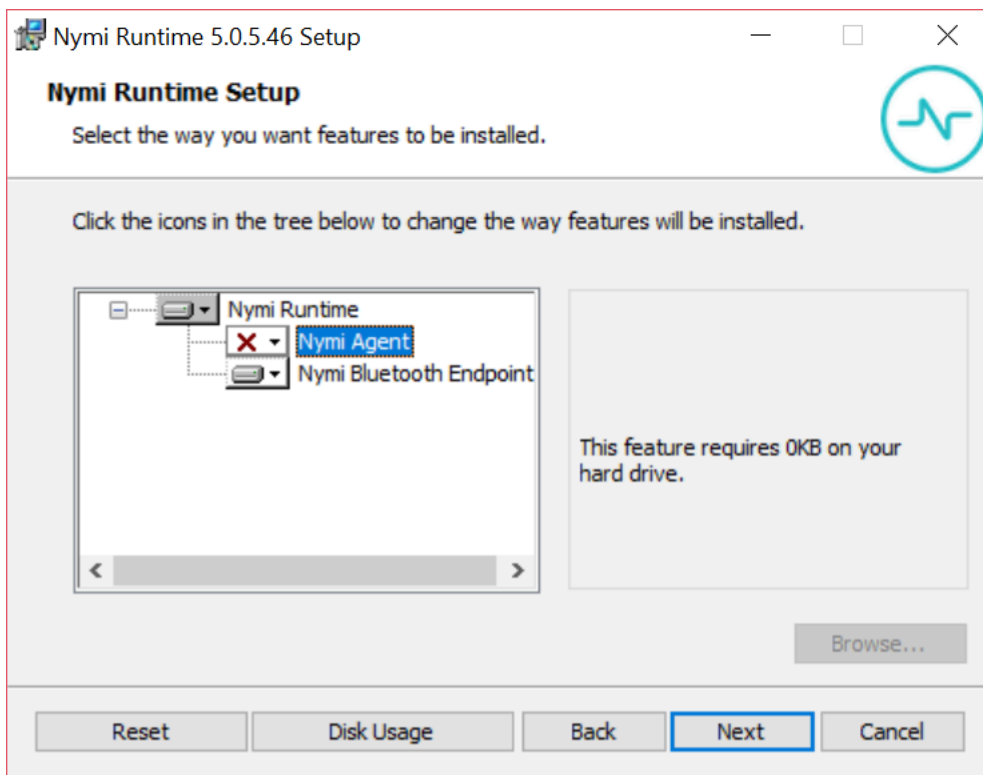 Nymi Runtime 5.0.5.46 Setup
Nymi Runtime Setup
Select the way you want features to be installed.
Click the icons in the tree below to change the way features will be installed.
Nymi Runtime
Nymi Agent
Nymi Bluetooth Endpoint
This feature requires 0KB on your
hard drive.
Browse...
Reset
Disk Usage
Back
Next
Cancel